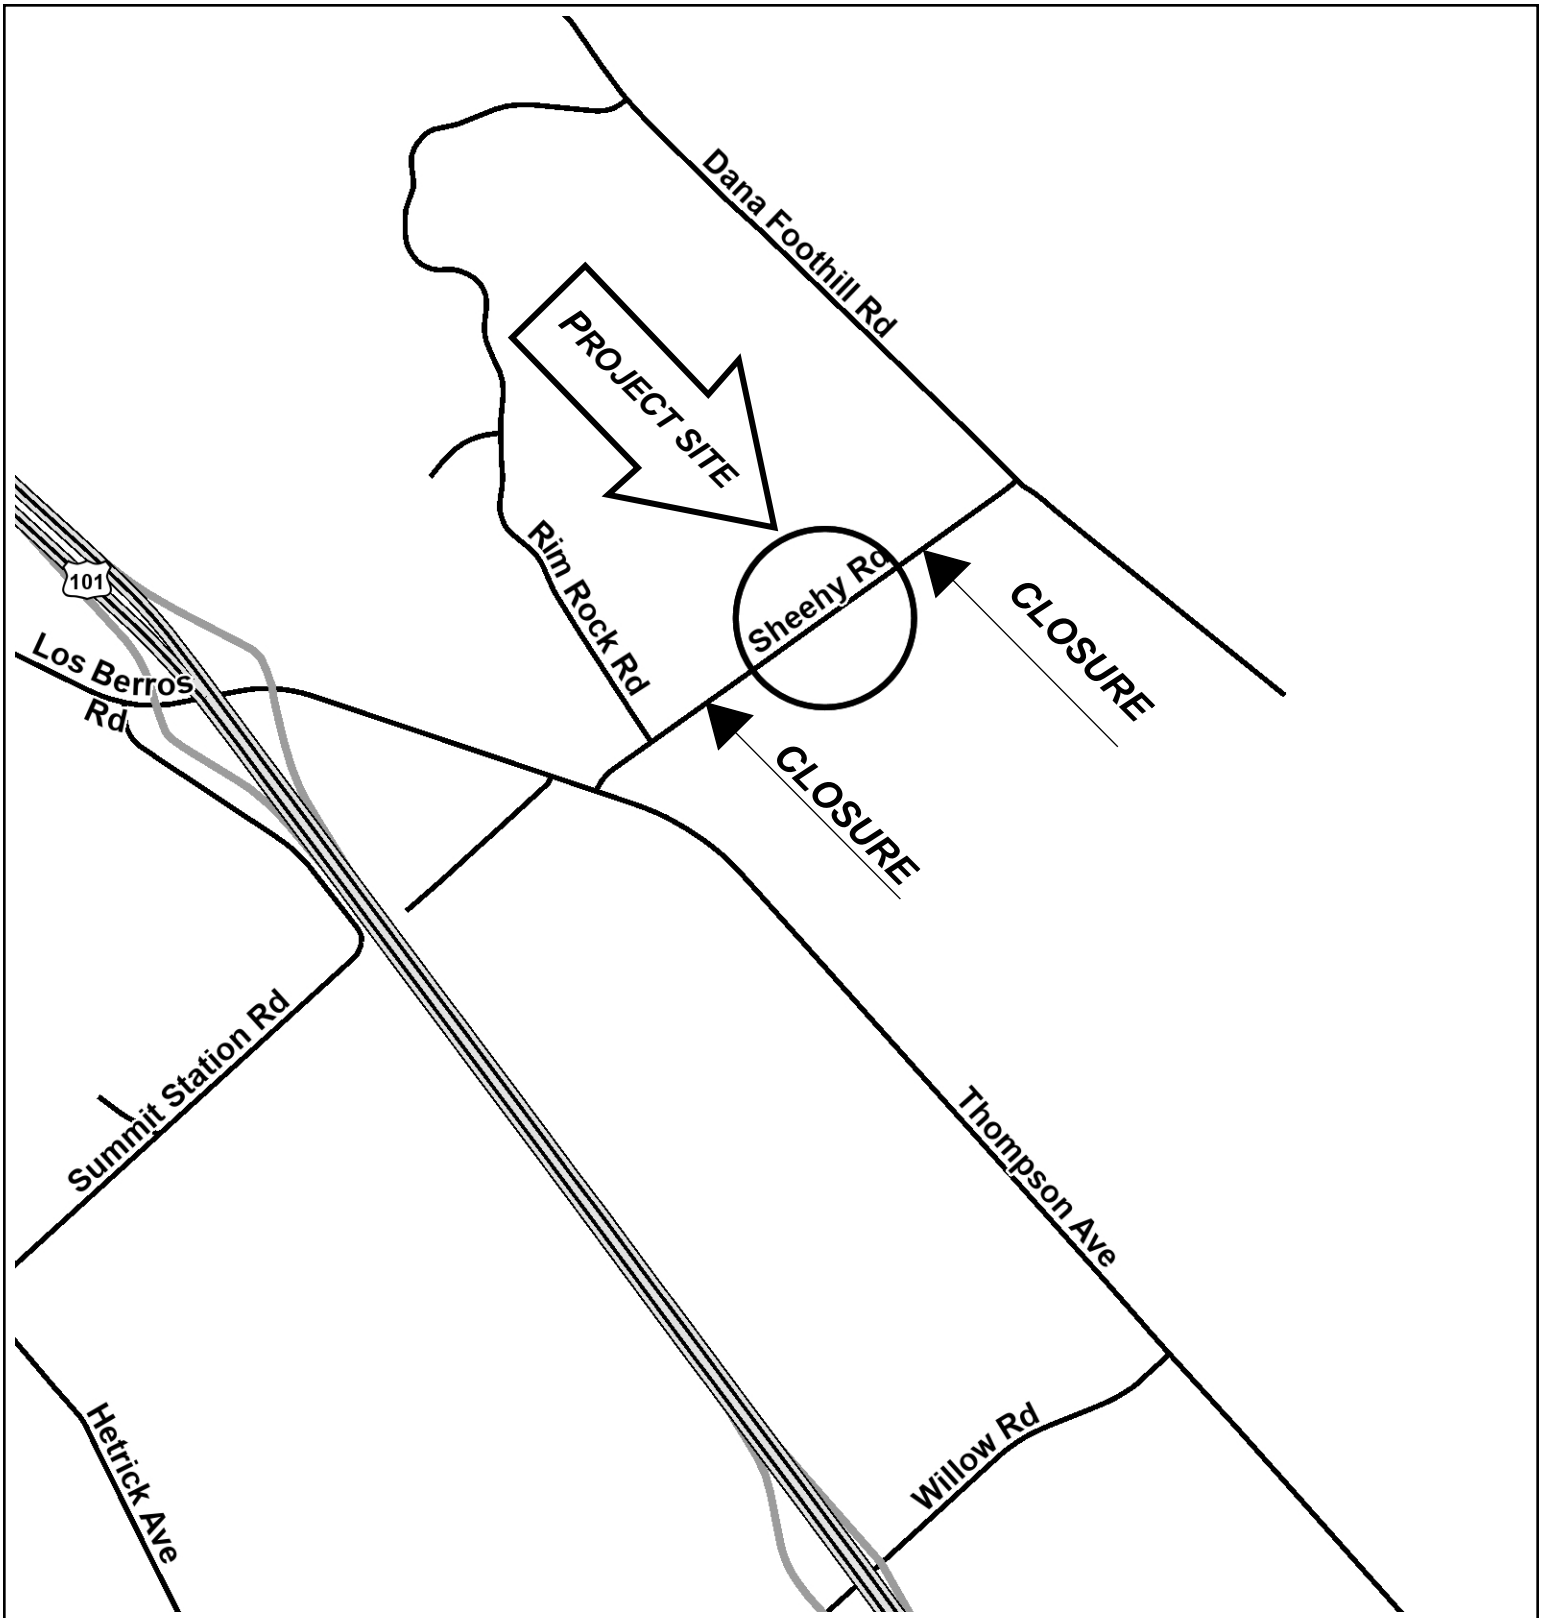 Dana Foothill Rd
PROJECT SITE
Rim Rock Rd
Sheehy Rd
CLOSURE
CLOSURE
101
Los Berros
Rd
Summit Station Rd
Thompson Ave
Hetrick Ave
Willow Rd